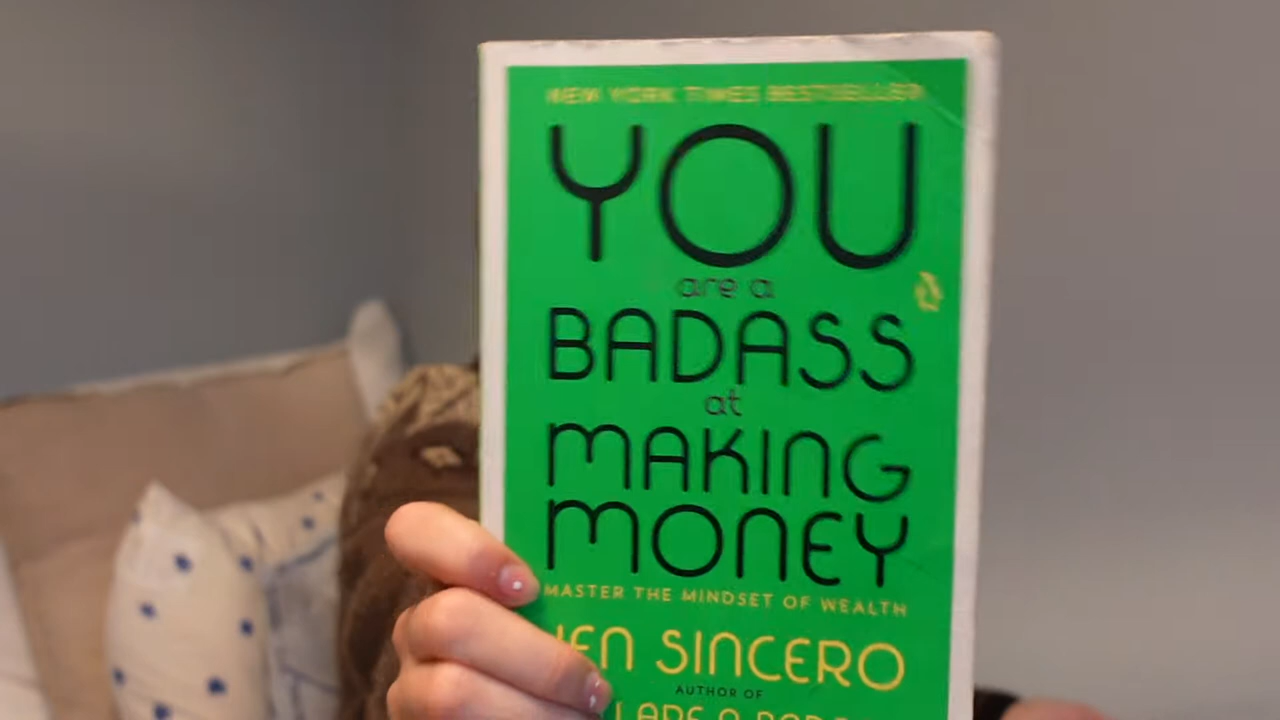 NEW YORK TIMES BESTSELLER
YOU
are a
BADASS
at
MAKING
MONEY
MASTER THE MINDSET OF WEALTH
JEN SINCERO
AUTHOR OF
ARE A